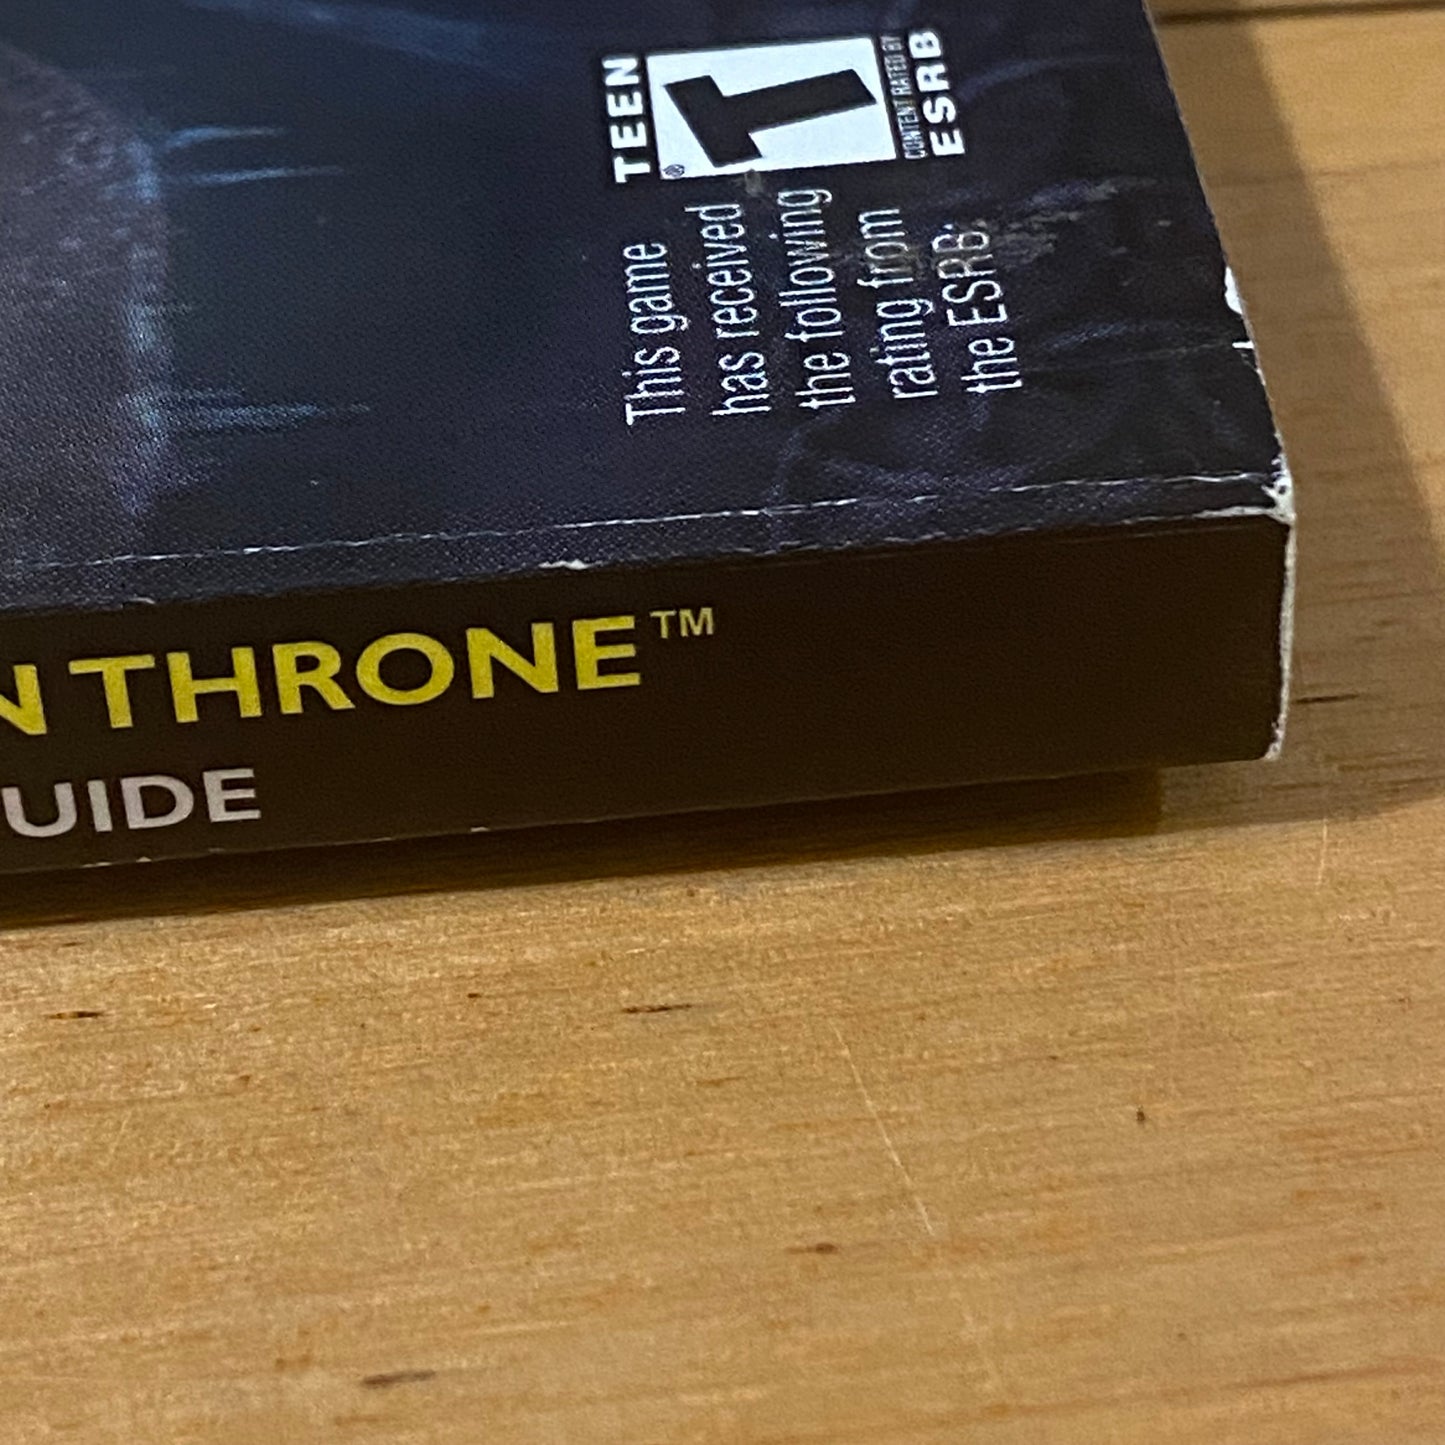 This game
has received
the following
rating from
the ESRB.
TEEN
T
®
CONTENT RATED BY
ESRB
N THRONE™
UIDE